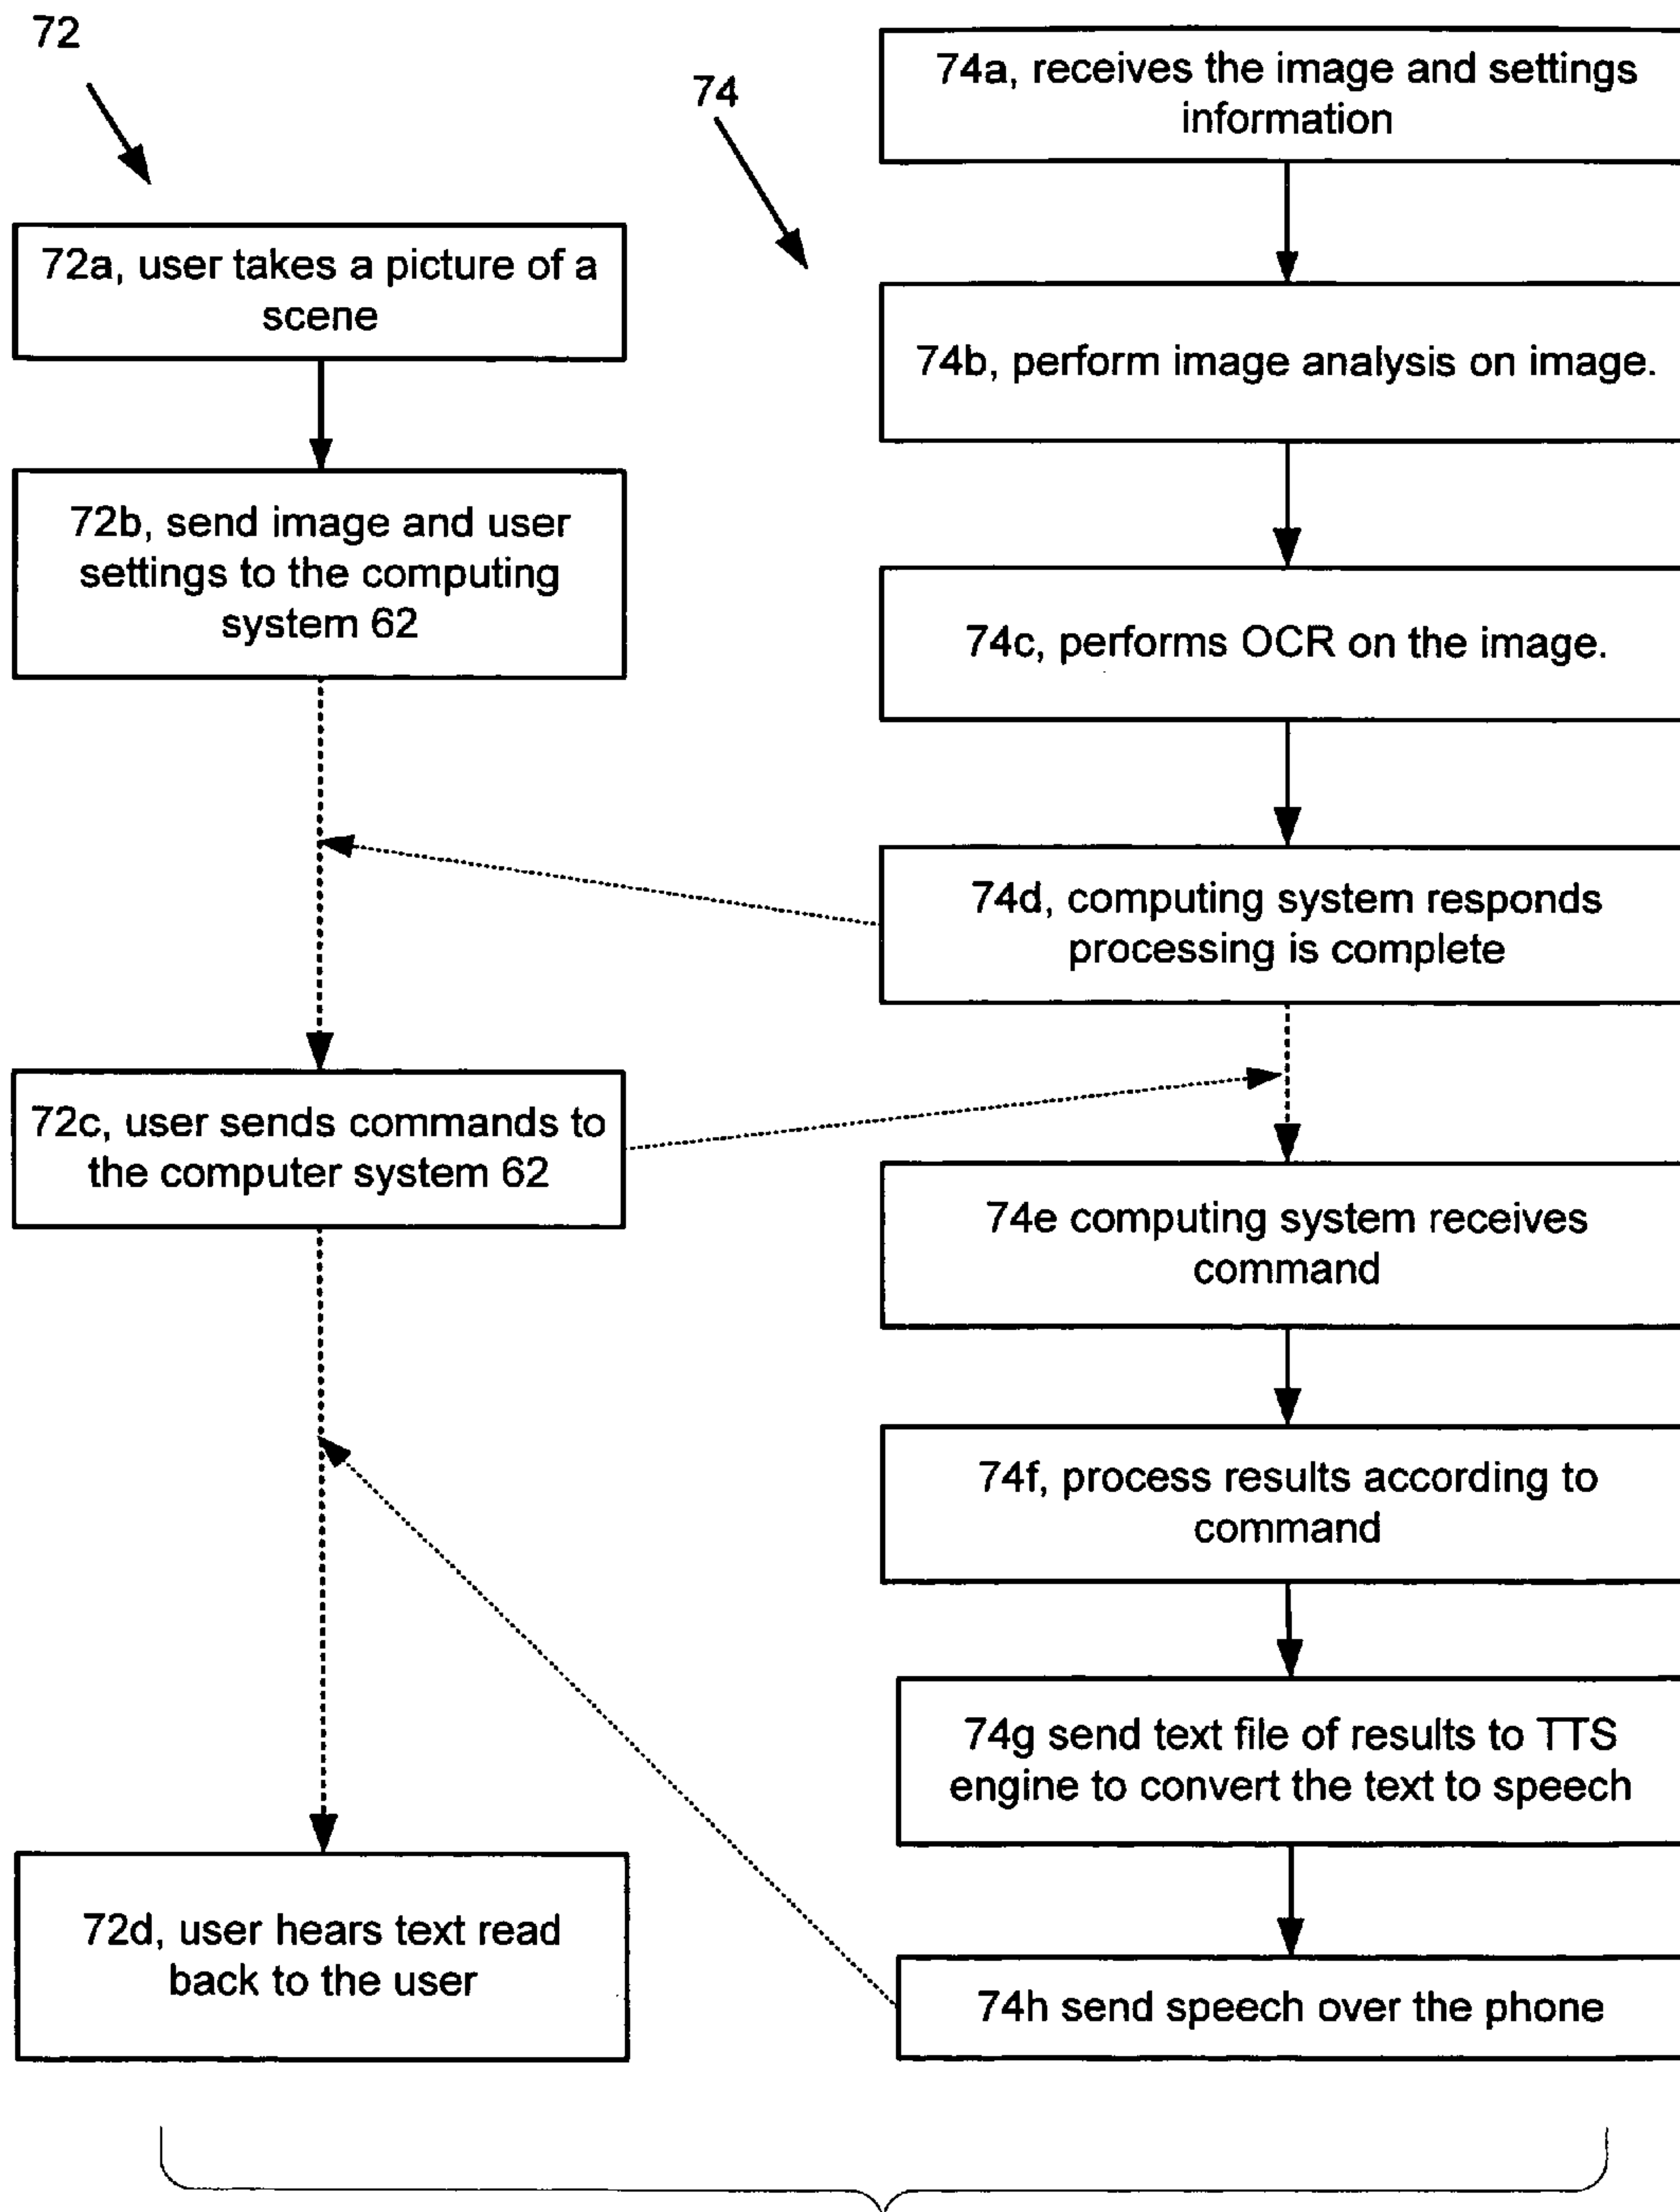 72
72a, user takes a picture of a
scene
72b, send image and user
settings to the computing
system 62
72c, user sends commands to
the computer system 62
72d, user hears text read
back to the user
74
74a, receives the image and settings
information
74b, perform image analysis on image.
74c, performs OCR on the image.
74d, computing system responds
processing is complete
74e computing system receives
command
74f, process results according to
command
74g send text file of results to TTS
engine to convert the text to speech
74h send speech over the phone